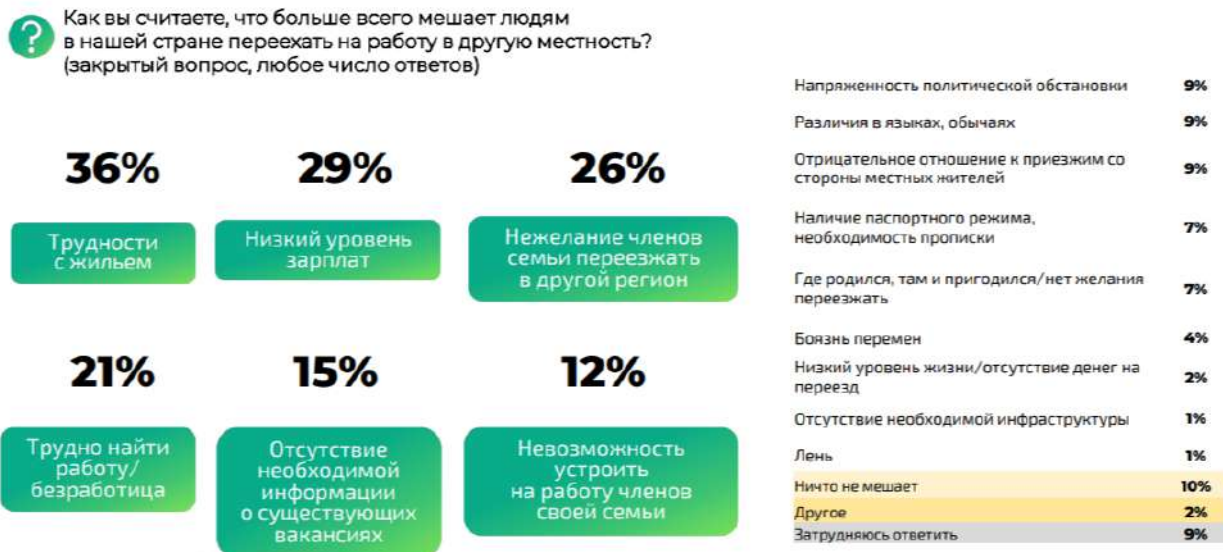 ?
Как вы считаете, что больше всего мешает людям
в нашей стране переехать на работу в другую местность?
(закрытый вопрос, любое число ответов)
36%
Трудности
с жильем
29%
Низкий уровень
зарплат
26%
Нежелание членов
семьи переезжать
в другой регион
21%
Трудно найти
работу/
безработица
15%
Отсутствие
необходимой
информации
о существующих
вакансиях
12%
Невозможность
устроить
на работу членов
своей семьи
Напряженность политической обстановки 9%
Различия в языках, обычаях 9%
Отрицательное отношение к приезжим со
стороны местных жителей 9%
Наличие паспортного режима,
необходимость прописки 7%
Где родился, там и пригодился/нет желания
переезжать 7%
Боязнь перемен 4%
Низкий уровень жизни/отсутствие денег на
переезд 2%
Отсутствие необходимой инфраструктуры 1%
Лень 1%
Ничто не мешает 10%
Другое 2%
Затрудняюсь ответить 9%